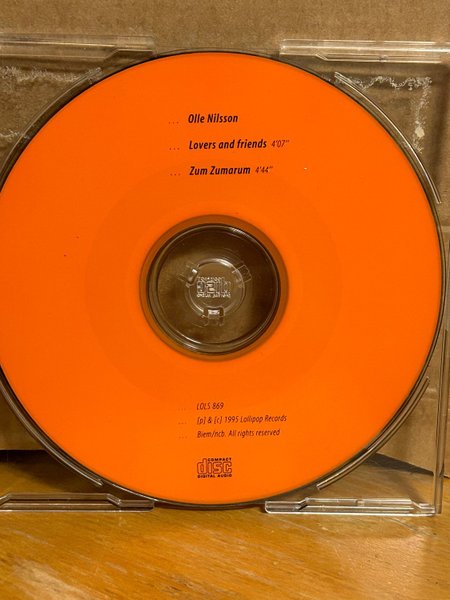 ... Olle Nilsson
... Lovers and friends 4'07"
... Zum Zumarum 4'44"
... LOLS 869
... [p] & [c] 1995 Lollipop Records
... Biem/ncb. All rights reserved
COMPACT
disc
DIGITAL AUDIO